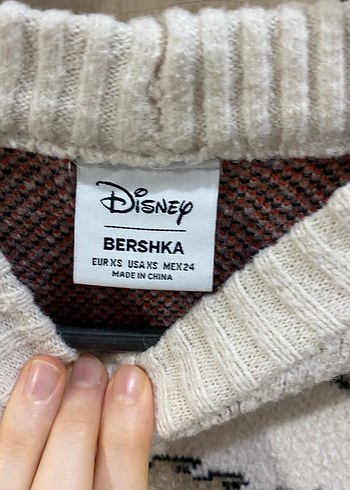 Disney
BERSHKA
EUR XS USA XS MEX 24
MADE IN CHINA